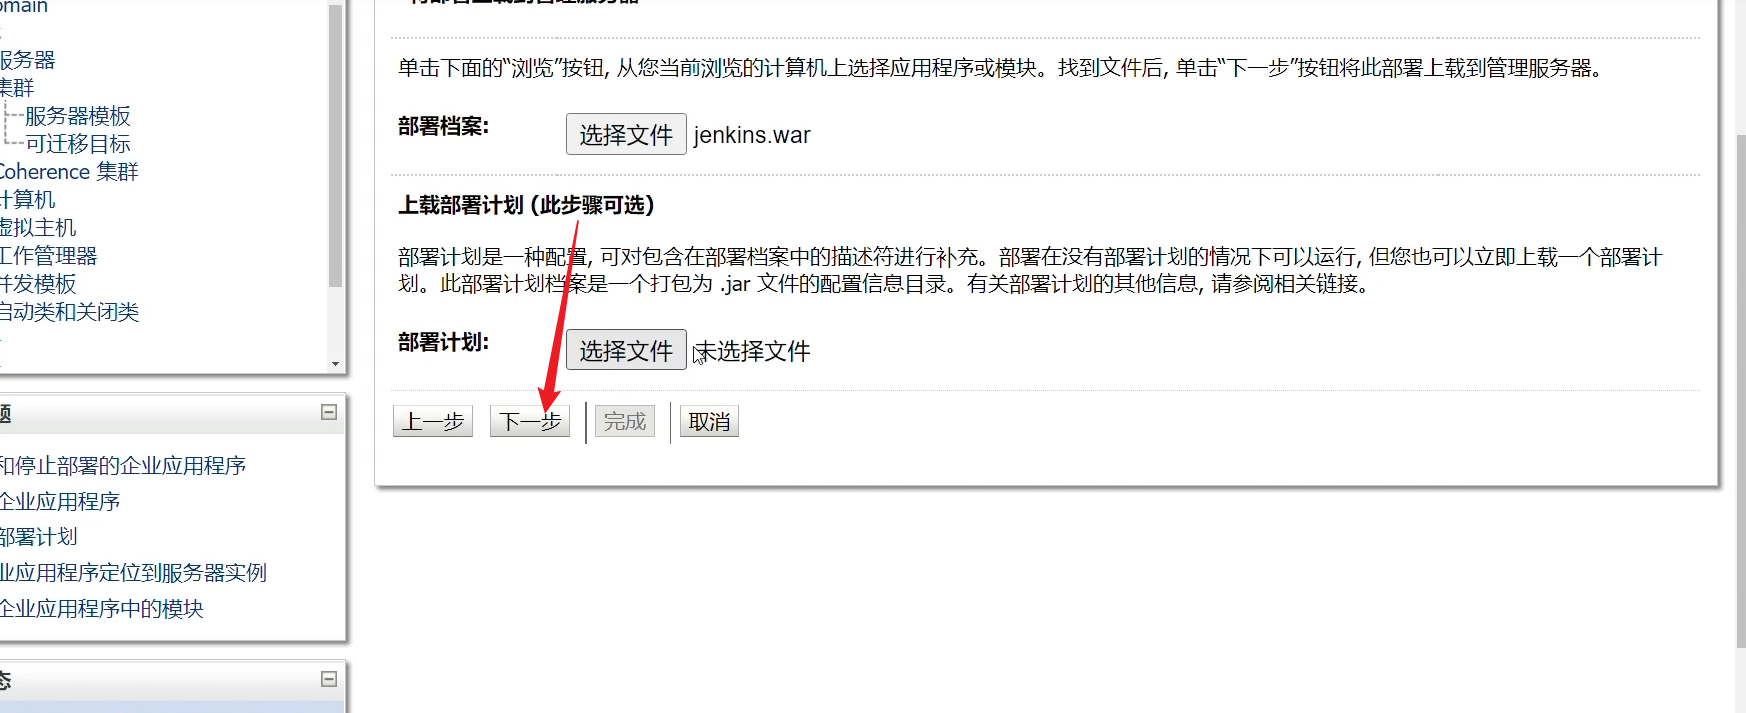 服务器
集群
服务器模板
可迁移目标
Coherence 集群
计算机
虚拟主机
工作管理器
并发模板
启动类和关闭类
题
和停止部署的企业应用程序
企业应用程序
部署计划
业应用程序定位到服务器实例
企业应用程序中的模块
态
单击下面的“浏览”按钮, 从您当前浏览的计算机上选择应用程序或模块。找到文件后, 单击“下一步”按钮将此部署上载到管理服务器。
部署档案: 选择文件 jenkins.war
上载部署计划 (此步骤可选)
部署计划是一种配置, 可对包含在部署档案中的描述符进行补充。部署在没有部署计划的情况下可以运行, 但您也可以立即上载一个部署计
划。此部署计划档案是一个打包为 .jar 文件的配置信息目录。有关部署计划的其他信息, 请参阅相关链接。
部署计划: 选择文件 未选择文件
上一步 下一步 完成 取消